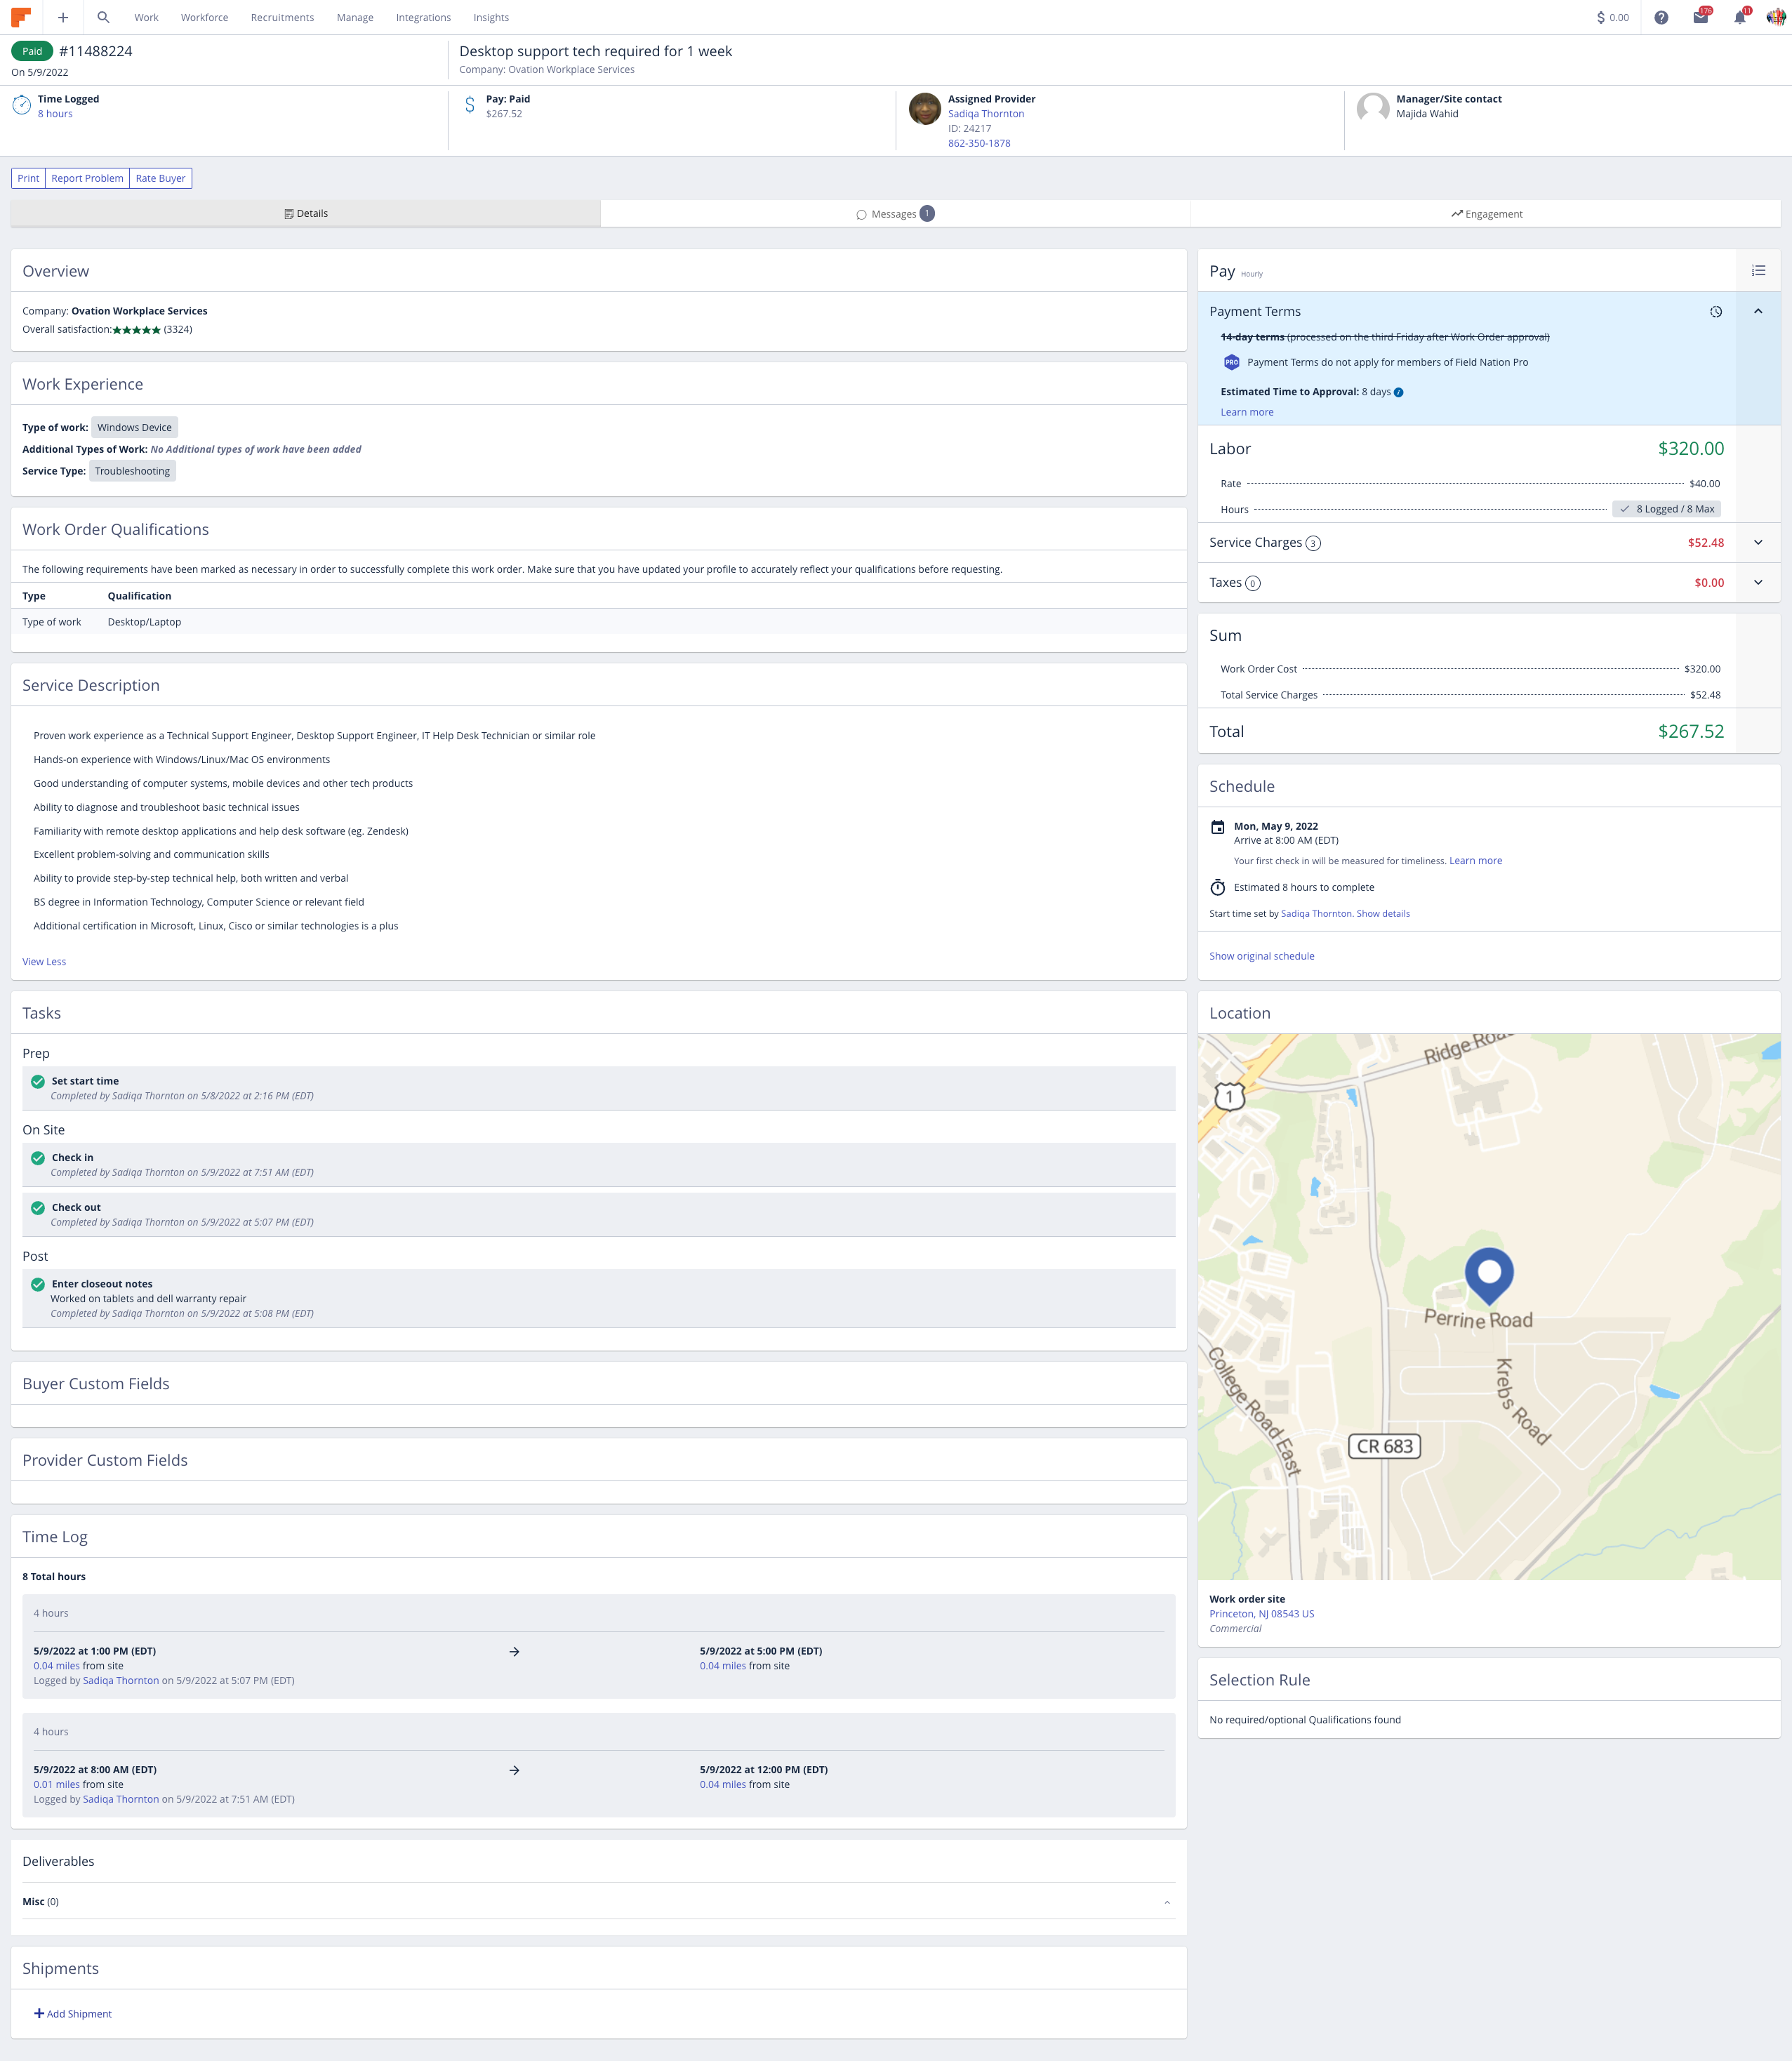 Work Workforce Recruitments Manage Integrations Insights $ 0.00 176 11
Paid #11488224
On 5/9/2022
Desktop support tech required for 1 week
Company: Ovation Workplace Services
Time Logged
8 hours
Pay: Paid
$267.52
Assigned Provider
Sadiqa Thornton
ID: 24217
862-350-1878
Manager/Site contact
Majida Wahid
Print Report Problem Rate Buyer
Details Messages 1 Engagement
Overview
Company: Ovation Workplace Services
Overall satisfaction:★★★★★ (3324)
Work Experience
Type of work: Windows Device
Additional Types of Work: No Additional types of work have been added
Service Type: Troubleshooting
Work Order Qualifications
The following requirements have been marked as necessary in order to successfully complete this work order. Make sure that you have updated your profile to accurately reflect your qualifications before requesting.
Type Qualification
Type of work Desktop/Laptop
Service Description
Proven work experience as a Technical Support Engineer, Desktop Support Engineer, IT Help Desk Technician or similar role
Hands-on experience with Windows/Linux/Mac OS environments
Good understanding of computer systems, mobile devices and other tech products
Ability to diagnose and troubleshoot basic technical issues
Familiarity with remote desktop applications and help desk software (eg. Zendesk)
Excellent problem-solving and communication skills
Ability to provide step-by-step technical help, both written and verbal
BS degree in Information Technology, Computer Science or relevant field
Additional certification in Microsoft, Linux, Cisco or similar technologies is a plus
View Less
Tasks
Prep
Set start time
Completed by Sadiqa Thornton on 5/8/2022 at 2:16 PM (EDT)
On Site
Check in
Completed by Sadiqa Thornton on 5/9/2022 at 7:51 AM (EDT)
Check out
Completed by Sadiqa Thornton on 5/9/2022 at 5:07 PM (EDT)
Post
Enter closeout notes
Worked on tablets and dell warranty repair
Completed by Sadiqa Thornton on 5/9/2022 at 5:08 PM (EDT)
Buyer Custom Fields
Provider Custom Fields
Time Log
8 Total hours
4 hours
5/9/2022 at 1:00 PM (EDT) 5/9/2022 at 5:00 PM (EDT)
0.04 miles from site 0.04 miles from site
Logged by Sadiqa Thornton on 5/9/2022 at 5:07 PM (EDT)
4 hours
5/9/2022 at 8:00 AM (EDT) 5/9/2022 at 12:00 PM (EDT)
0.01 miles from site 0.04 miles from site
Logged by Sadiqa Thornton on 5/9/2022 at 7:51 AM (EDT)
Deliverables
Misc (0)
Shipments
Add Shipment
Pay Hourly
Payment Terms
14-day terms (processed on the third Friday after Work Order approval)
PRO Payment Terms do not apply for members of Field Nation Pro
Estimated Time to Approval: 8 days
Learn more
Labor $320.00
Rate $40.00
Hours 8 Logged / 8 Max
Service Charges 3 $52.48
Taxes 0 $0.00
Sum
Work Order Cost $320.00
Total Service Charges $52.48
Total $267.52
Schedule
Mon, May 9, 2022
Arrive at 8:00 AM (EDT)
Your first check in will be measured for timeliness. Learn more
Estimated 8 hours to complete
Start time set by Sadiqa Thornton. Show details
Show original schedule
Location
Ridge Road
1
Perrine Road
Krebs Road
College Road East
CR 683
Work order site
Princeton, NJ 08543 US
Commercial
Selection Rule
No required/optional Qualifications found